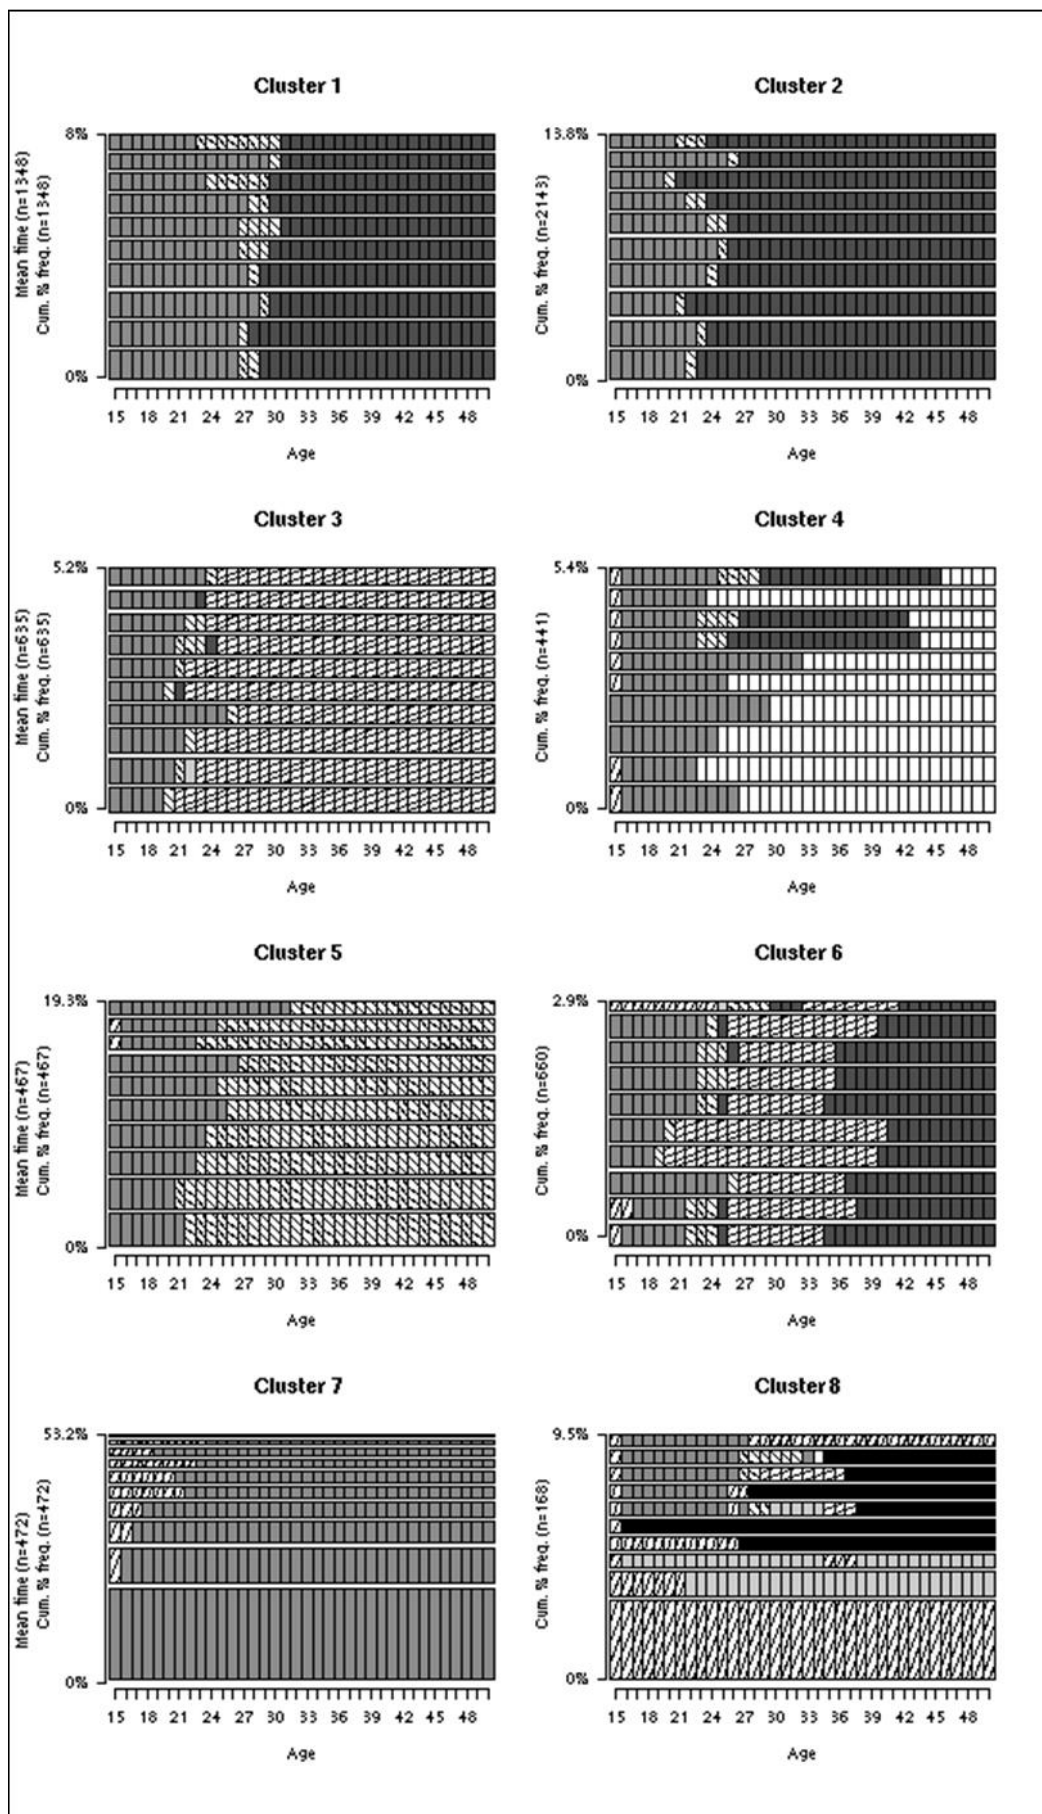 Cluster 1
8%
0%
Mean time (n=1348)
Cum. % freq. (n=1348)
15 18 21 24 27 30 33 36 39 42 45 48
Age
Cluster 2
13.8%
0%
Cum. % freq. (n=2143)
15 18 21 24 27 30 33 36 39 42 45 48
Age
Cluster 3
5.2%
0%
Mean time (n=635)
Cum. % freq. (n=635)
15 18 21 24 27 30 33 36 39 42 45 48
Age
Cluster 4
5.4%
0%
Cum. % freq. (n=441)
15 18 21 24 27 30 33 36 39 42 45 48
Age
Cluster 5
19.3%
0%
Mean time (n=467)
Cum. % freq. (n=467)
15 18 21 24 27 30 33 36 39 42 45 48
Age
Cluster 6
2.9%
0%
Cum. % freq. (n=660)
15 18 21 24 27 30 33 36 39 42 45 48
Age
Cluster 7
53.2%
0%
Mean time (n=472)
Cum. % freq. (n=472)
15 18 21 24 27 30 33 36 39 42 45 48
Age
Cluster 8
9.5%
0%
Cum. % freq. (n=168)
15 18 21 24 27 30 33 36 39 42 45 48
Age